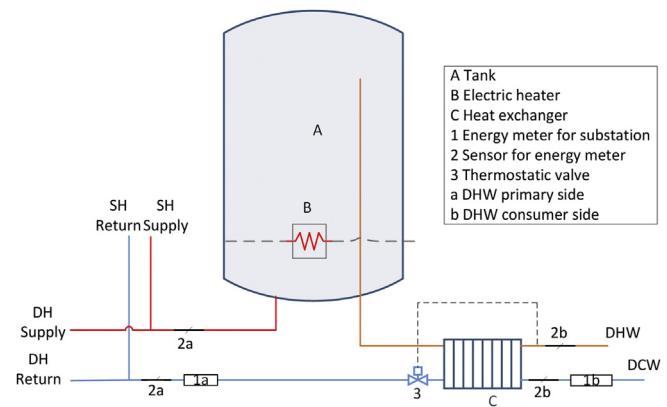 A Tank
B Electric heater
C Heat exchanger
1 Energy meter for substation
2 Sensor for energy meter
3 Thermostatic valve
a DHW primary side
b DHW consumer side
A
B
SH SH
Return Supply
DH
Supply
2a
2b
DHW
DH
Return
DCW
2a
1a
3
2b
1b
C